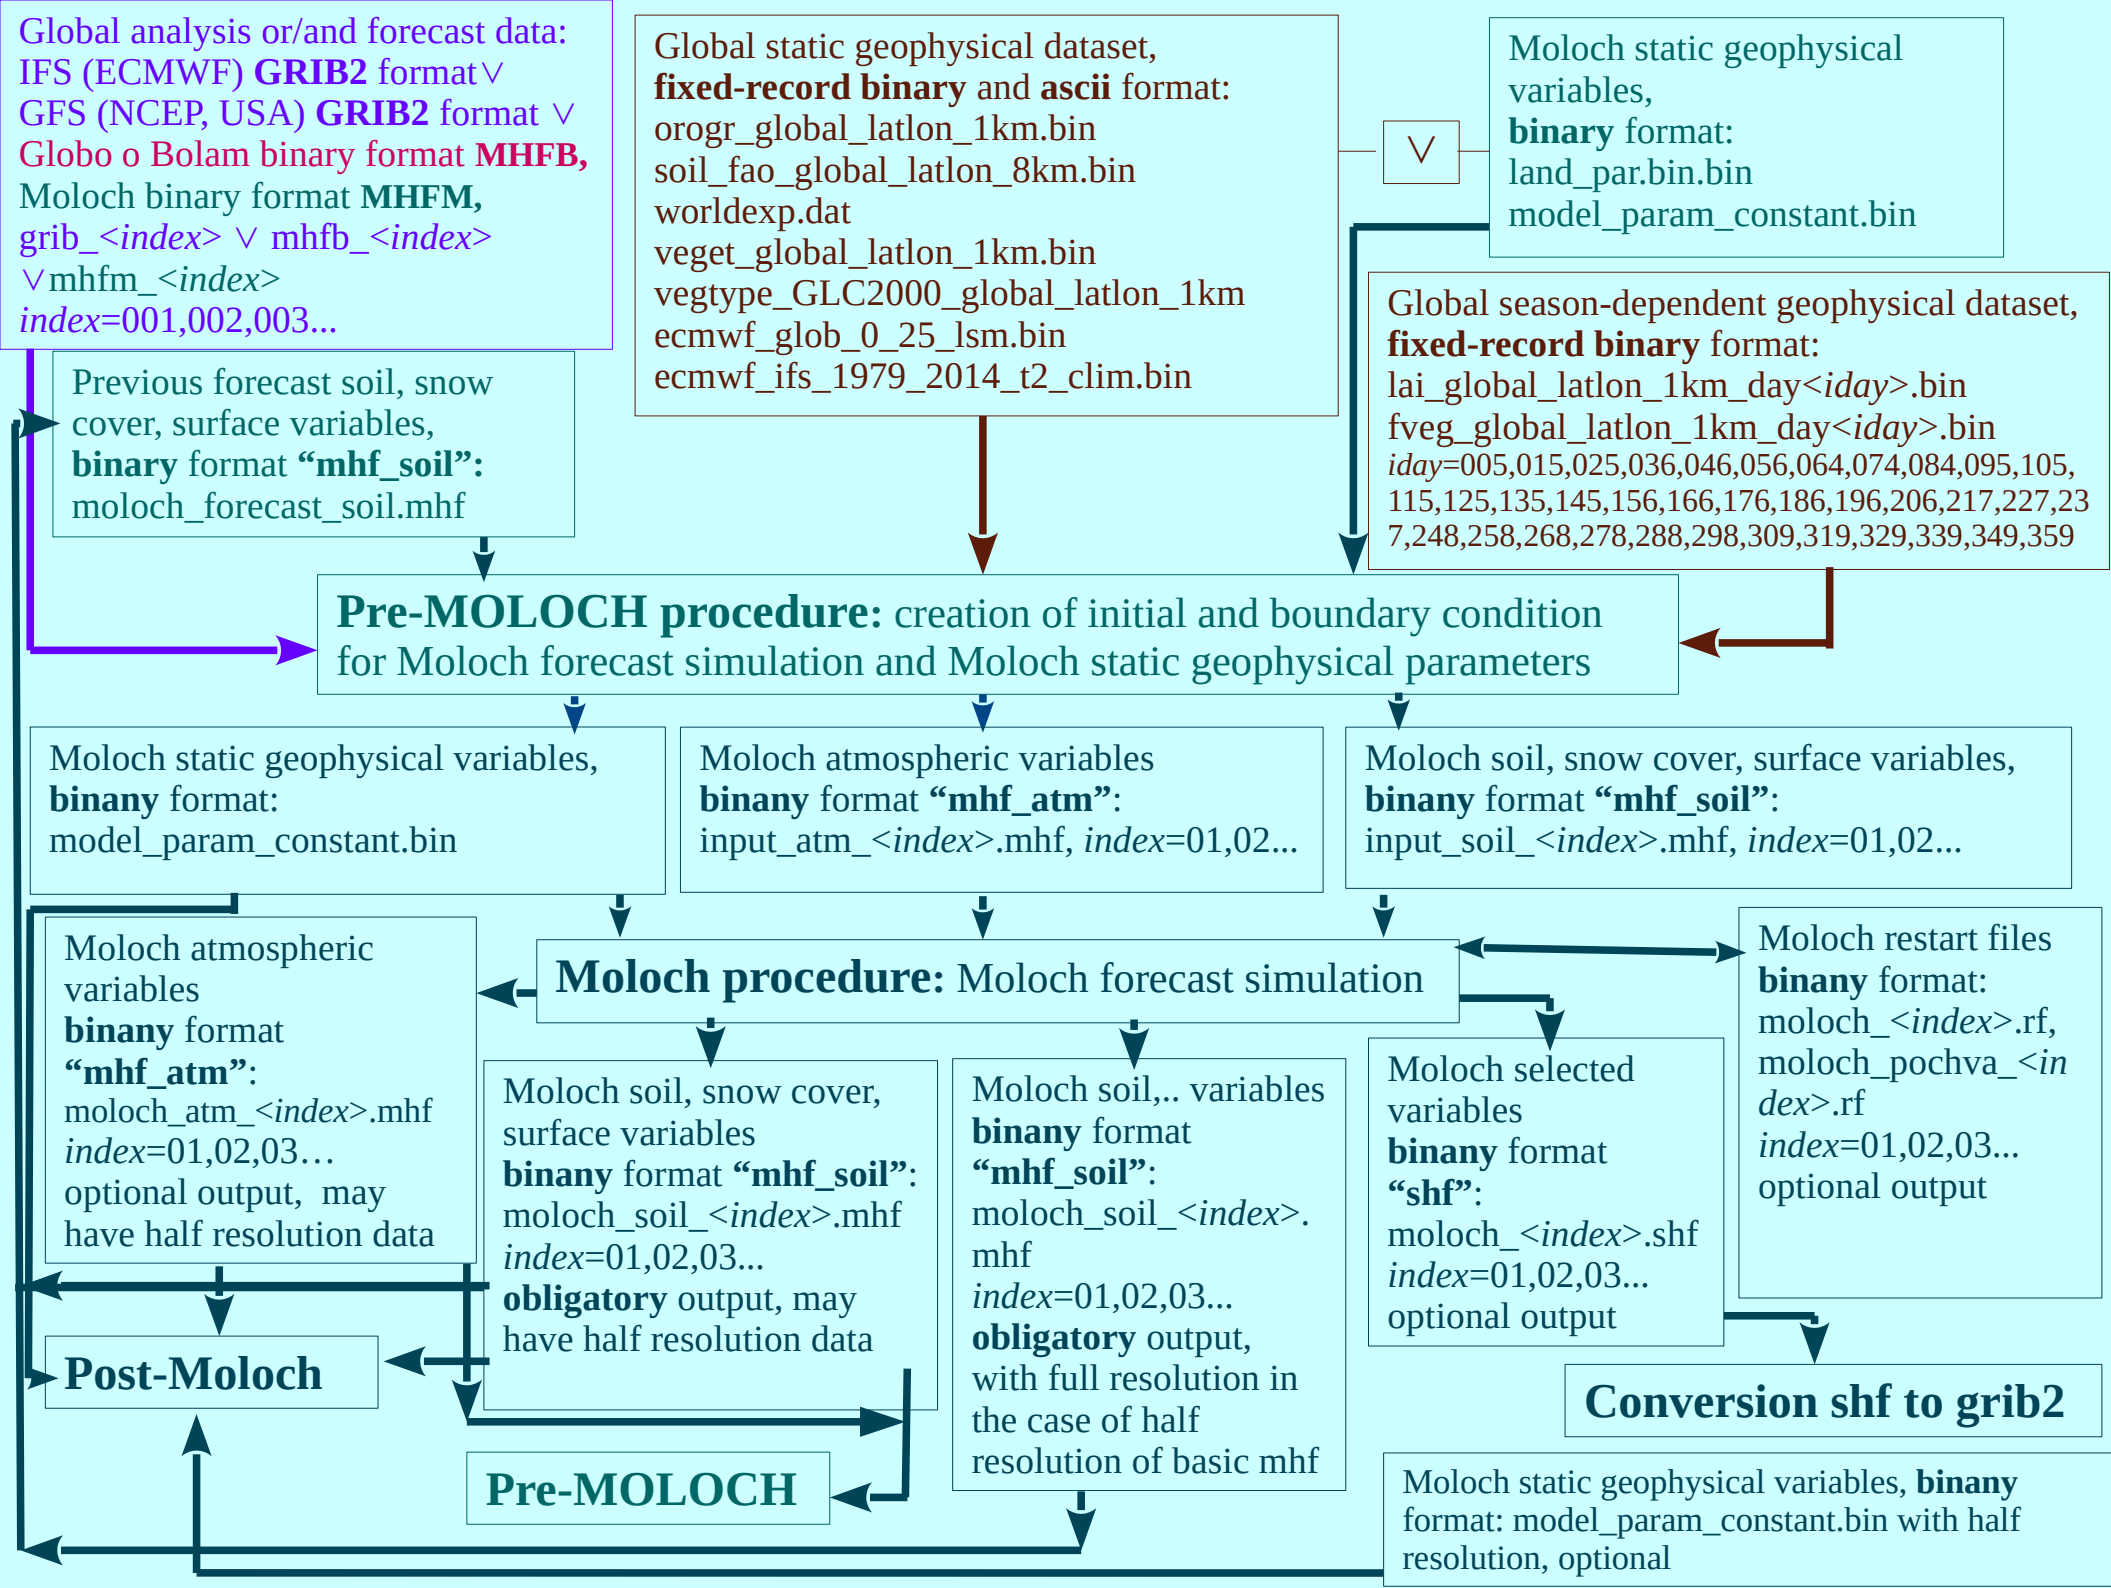 Global analysis or/and forecast data:
IFS (ECMWF) GRIB2 format∨
GFS (NCEP, USA) GRIB2 format ∨
Globo o Bolam binary format MHFB,
Moloch binary format MHFM,
grib_<index> ∨ mhfb_<index>
∨mhfm_<index>
index=001,002,003...
Global static geophysical dataset,
fixed-record binary and ascii format:
orogr_global_latlon_1km.bin
soil_fao_global_latlon_8km.bin
worldexp.dat
veget_global_latlon_1km.bin
vegtype_GLC2000_global_latlon_1km
ecmwf_glob_0_25_lsm.bin
ecmwf_ifs_1979_2014_t2_clim.bin
∨
Moloch static geophysical
variables,
binary format:
land_par.bin.bin
model_param_constant.bin
Global season-dependent geophysical dataset,
fixed-record binary format:
lai_global_latlon_1km_day<iday>.bin
fveg_global_latlon_1km_day<iday>.bin
iday=005,015,025,036,046,056,064,074,084,095,105,
115,125,135,145,156,166,176,186,196,206,217,227,23
7,248,258,268,278,288,298,309,319,329,339,349,359
Previous forecast soil, snow
cover, surface variables,
binary format “mhf_soil”:
moloch_forecast_soil.mhf
Pre-MOLOCH procedure: creation of initial and boundary condition
for Moloch forecast simulation and Moloch static geophysical parameters
Moloch static geophysical variables,
binany format:
model_param_constant.bin
Moloch atmospheric variables
binany format “mhf_atm”:
input_atm_<index>.mhf, index=01,02...
Moloch soil, snow cover, surface variables,
binany format “mhf_soil”:
input_soil_<index>.mhf, index=01,02...
Moloch procedure: Moloch forecast simulation
Moloch restart files
binany format:
moloch_<index>.rf,
moloch_pochva_<in
dex>.rf
index=01,02,03...
optional output
Moloch atmospheric
variables
binany format
“mhf_atm”:
moloch_atm_<index>.mhf
index=01,02,03…
optional output,  may
have half resolution data
Moloch soil, snow cover,
surface variables
binany format “mhf_soil”:
moloch_soil_<index>.mhf
index=01,02,03...
obligatory output, may
have half resolution data
Moloch soil,.. variables
binany format
“mhf_soil”:
moloch_soil_<index>.
mhf
index=01,02,03...
obligatory output,
with full resolution in
the case of half
resolution of basic mhf
Moloch selected
variables
binany format
“shf”:
moloch_<index>.shf
index=01,02,03...
optional output
Post-Moloch
Conversion shf to grib2
Pre-MOLOCH
Moloch static geophysical variables, binany
format: model_param_constant.bin with half
resolution, optional